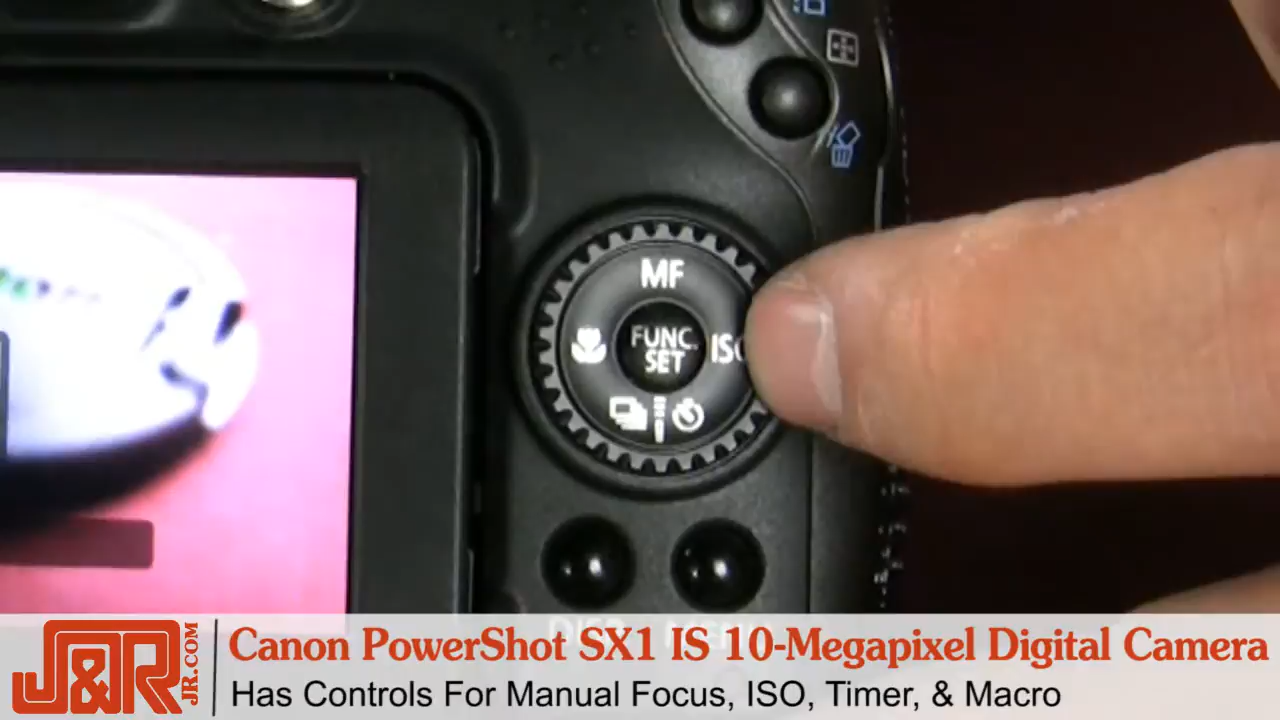 MF
FUNC.
SET
J&R
JR.COM
Canon PowerShot SX1 IS 10-Megapixel Digital Camera
Has Controls For Manual Focus, ISO, Timer, & Macro